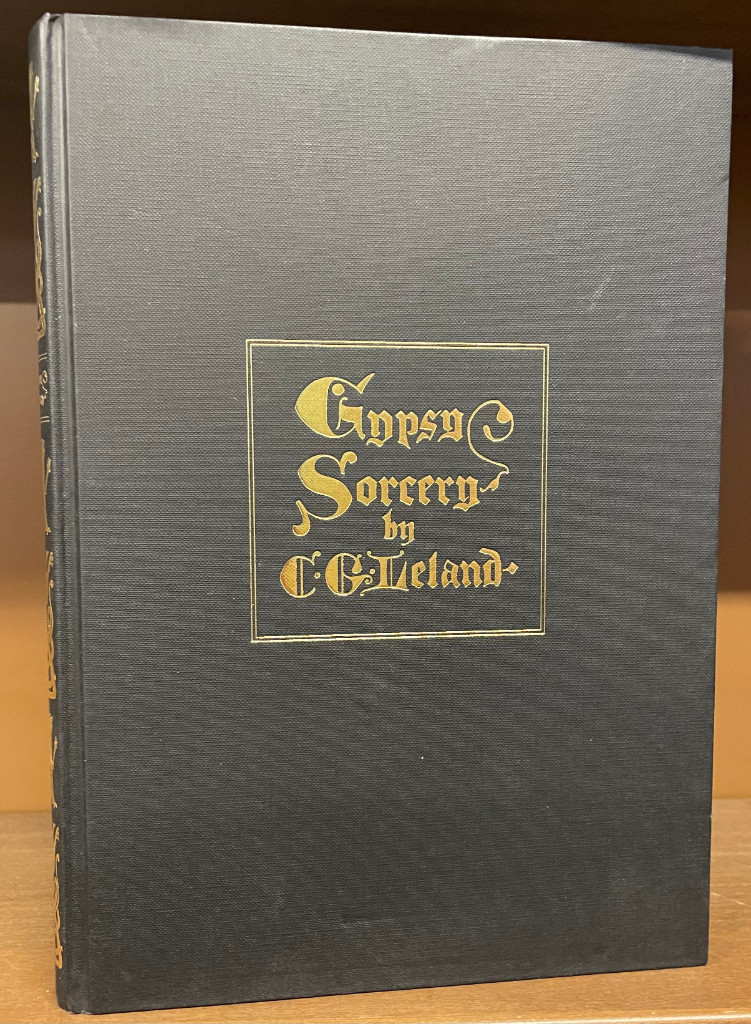 Gypsy
Sorcery
by
C. G. Leland